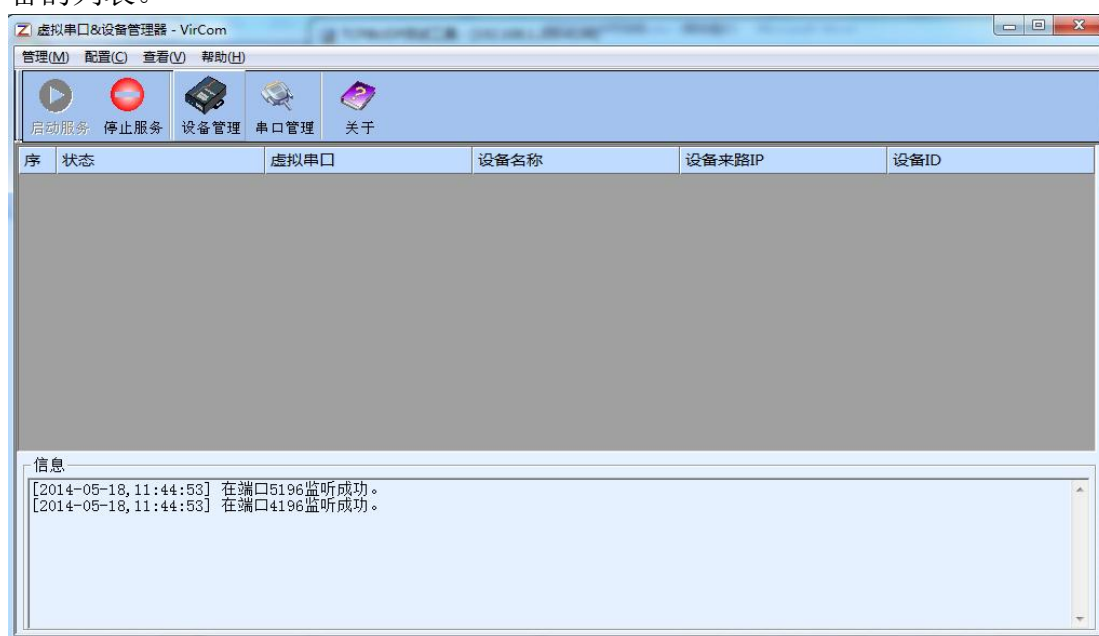 备的列表。
虚拟串口&设备管理器 - VirCom
管理(M) 配置(C) 查看(V) 帮助(H)
启动服务 停止服务 设备管理 串口管理 关于
序 状态 虚拟串口 设备名称 设备来路IP 设备ID
信息
[2014-05-18,11:44:53] 在端口5196监听成功。
[2014-05-18,11:44:53] 在端口4196监听成功。